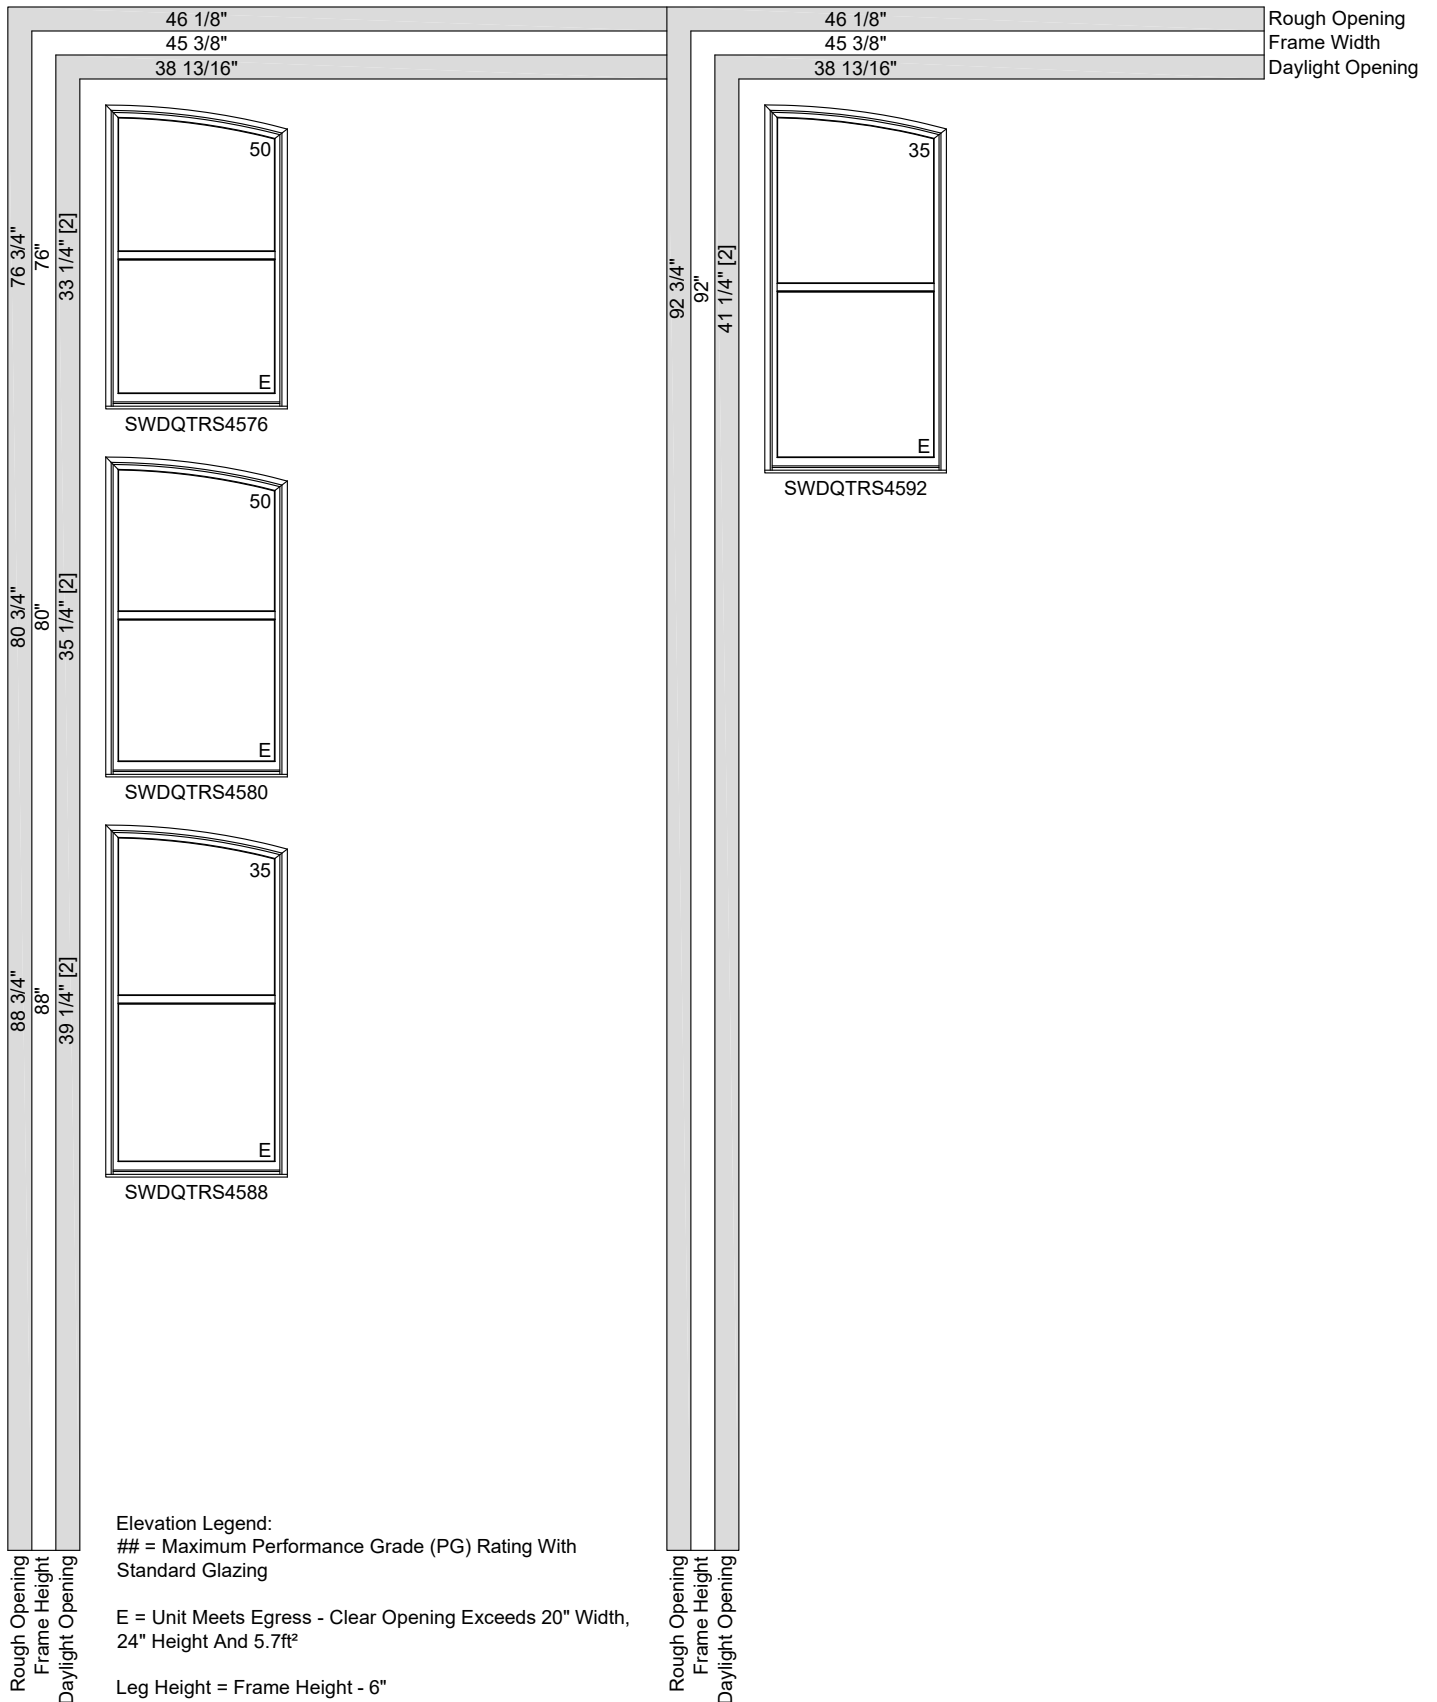 46 1/8"
45 3/8"
38 13/16"
46 1/8"
45 3/8"
38 13/16"
Rough Opening
Frame Width
Daylight Opening
76 3/4"
76"
33 1/4" [2]
50
E
SWDQTRS4576
80 3/4"
80"
35 1/4" [2]
50
E
SWDQTRS4580
88 3/4"
88"
39 1/4" [2]
35
E
SWDQTRS4588
92 3/4"
92"
41 1/4" [2]
35
E
SWDQTRS4592
Rough Opening
Frame Height
Daylight Opening
Elevation Legend:
## = Maximum Performance Grade (PG) Rating With
Standard Glazing
E = Unit Meets Egress - Clear Opening Exceeds 20" Width,
24" Height And 5.7ft²
Leg Height = Frame Height - 6"
Rough Opening
Frame Height
Daylight Opening